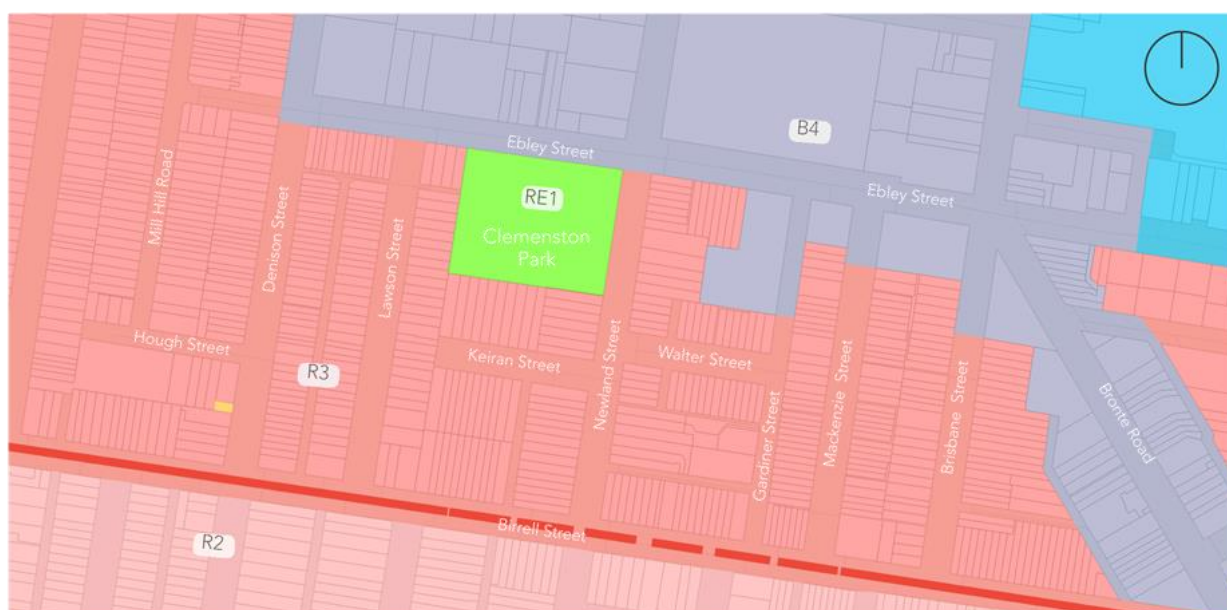 B4
Ebley Street
Ebley Street
RE1
Clemenston
Park
Mill Hill Road
Denison Street
Lawson Street
Hough Street
Keiran Street
Newland Street
Walter Street
R3
Gardiner Street
Mackenzie Street
Brisbane Street
Bronte Road
Birrell Street
R2